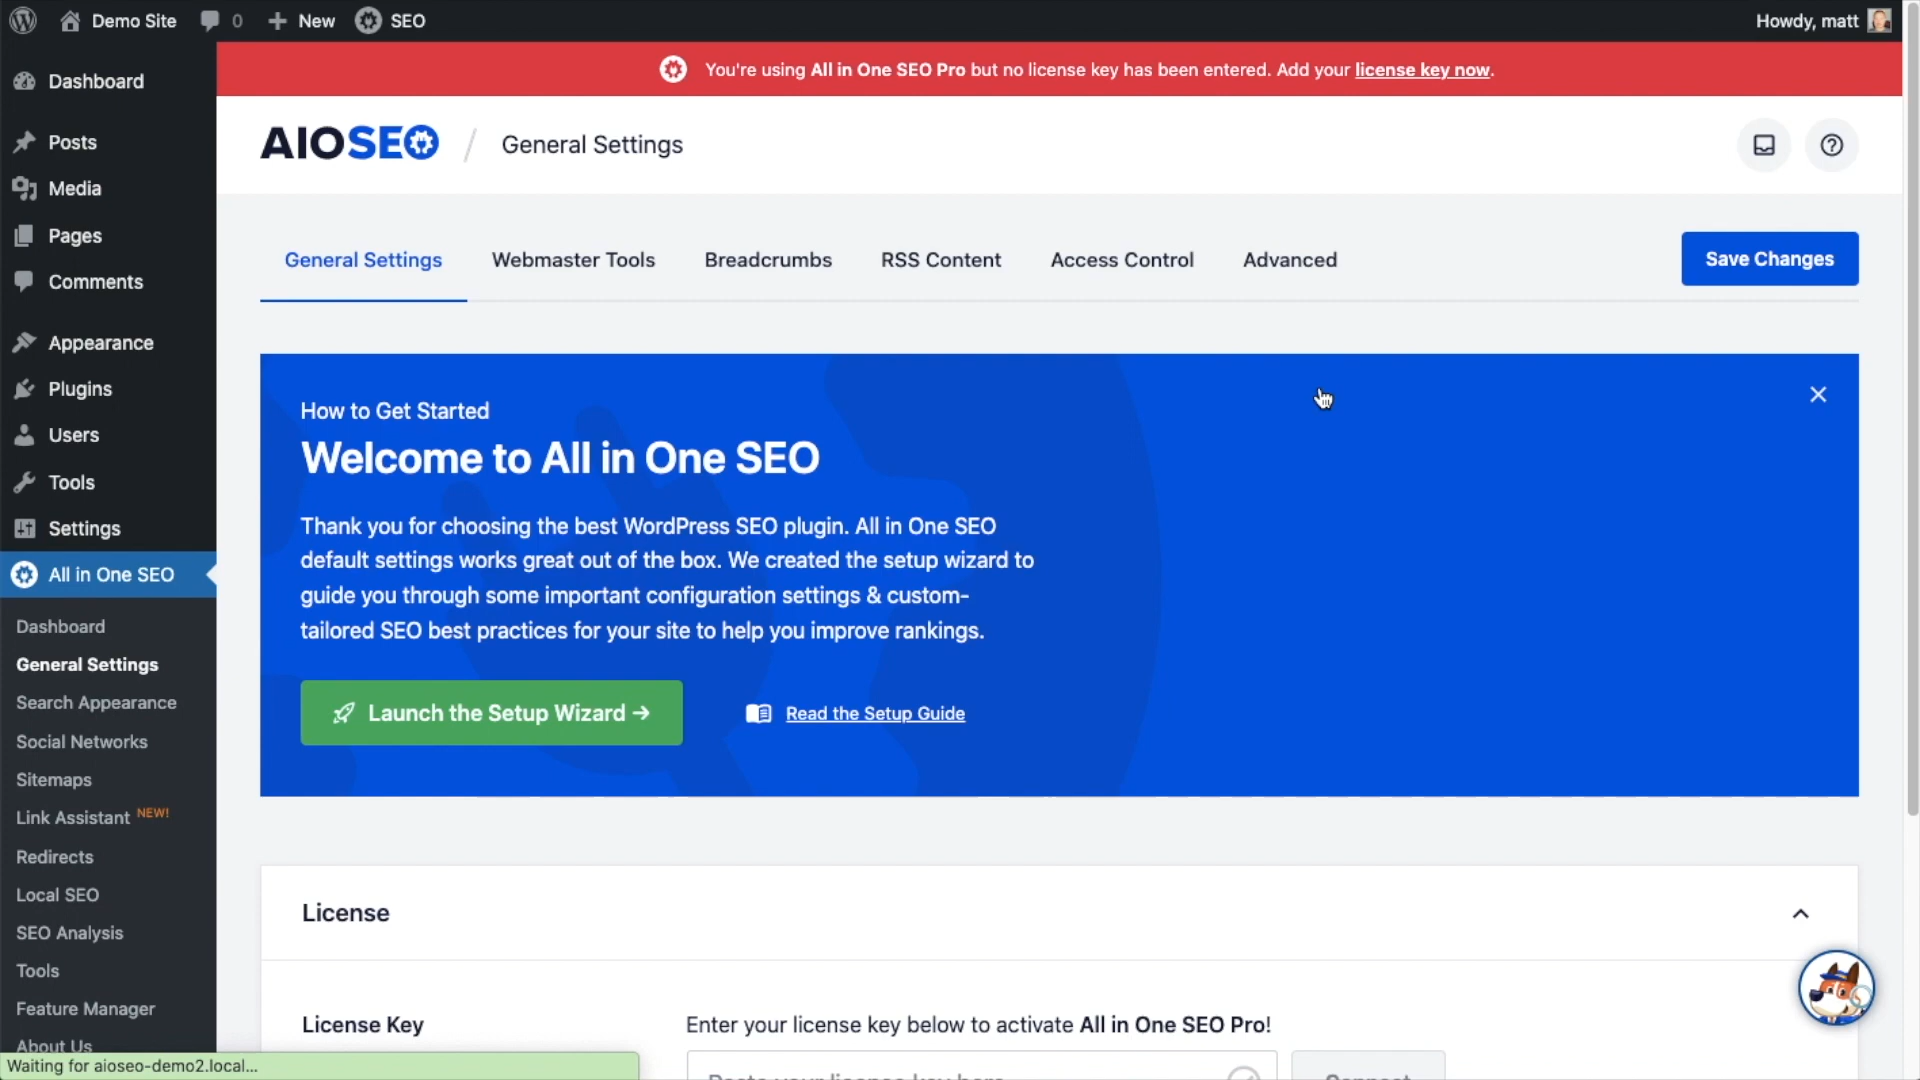 Demo Site 0 New SEO
Howdy, matt
You're using All in One SEO Pro but no license key has been entered. Add your license key now.
AIOSEO / General Settings
Dashboard
Posts
Media
Pages
Comments
Appearance
Plugins
Users
Tools
Settings
All in One SEO
Dashboard
General Settings
Search Appearance
Social Networks
Sitemaps
Link Assistant NEW!
Redirects
Local SEO
SEO Analysis
Tools
Feature Manager
About Us
Waiting for aioseo-demo2.local...
General Settings Webmaster Tools Breadcrumbs RSS Content Access Control Advanced
Save Changes
How to Get Started
Welcome to All in One SEO
Thank you for choosing the best WordPress SEO plugin. All in One SEO
default settings works great out of the box. We created the setup wizard to
guide you through some important configuration settings & custom-
tailored SEO best practices for your site to help you improve rankings.
Launch the Setup Wizard →
Read the Setup Guide
License
License Key
Enter your license key below to activate All in One SEO Pro!
Paste your license key here
Connect